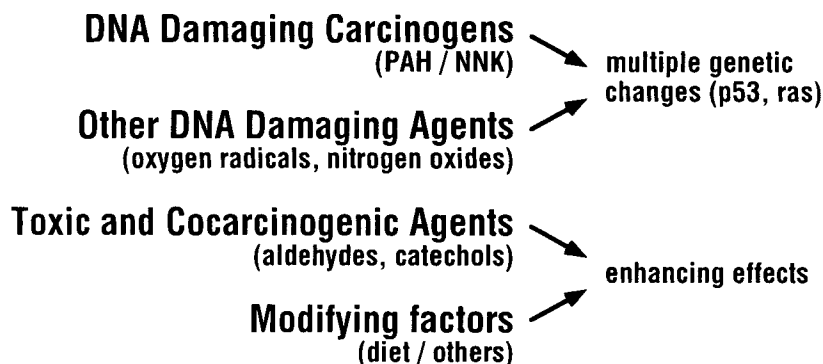 DNA Damaging Carcinogens
(PAH / NNK)
multiple genetic
changes (p53, ras)
Other DNA Damaging Agents
(oxygen radicals, nitrogen oxides)
Toxic and Cocarcinogenic Agents
(aldehydes, catechols)
enhancing effects
Modifying factors
(diet / others)